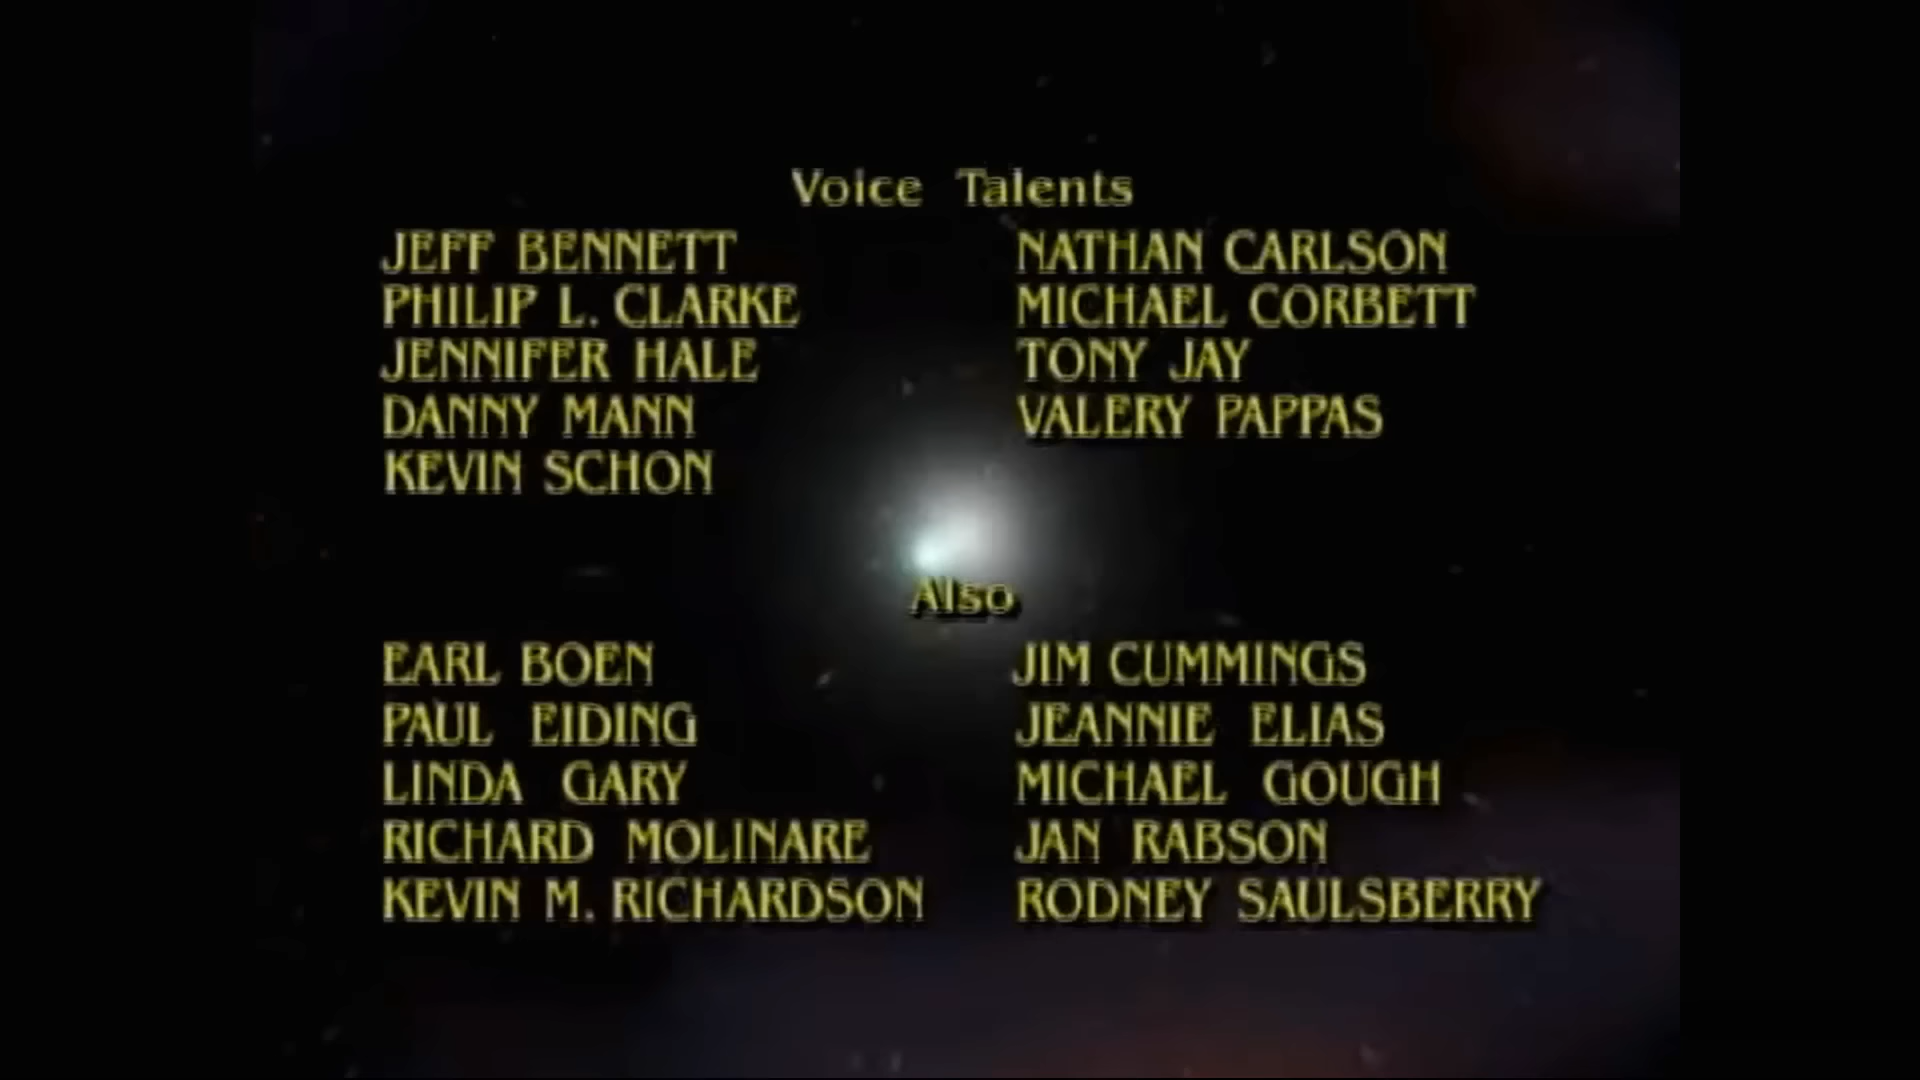 Voice Talents
JEFF BENNETT NATHAN CARLSON
PHILIP L. CLARKE MICHAEL CORBETT
JENNIFER HALE TONY JAY
DANNY MANN VALERY PAPPAS
KEVIN SCHON
Also
EARL BOEN JIM CUMMINGS
PAUL EIDING JEANNIE ELIAS
LINDA GARY MICHAEL GOUGH
RICHARD MOLINARE JAN RABSON
KEVIN M. RICHARDSON RODNEY SAULSBERRY